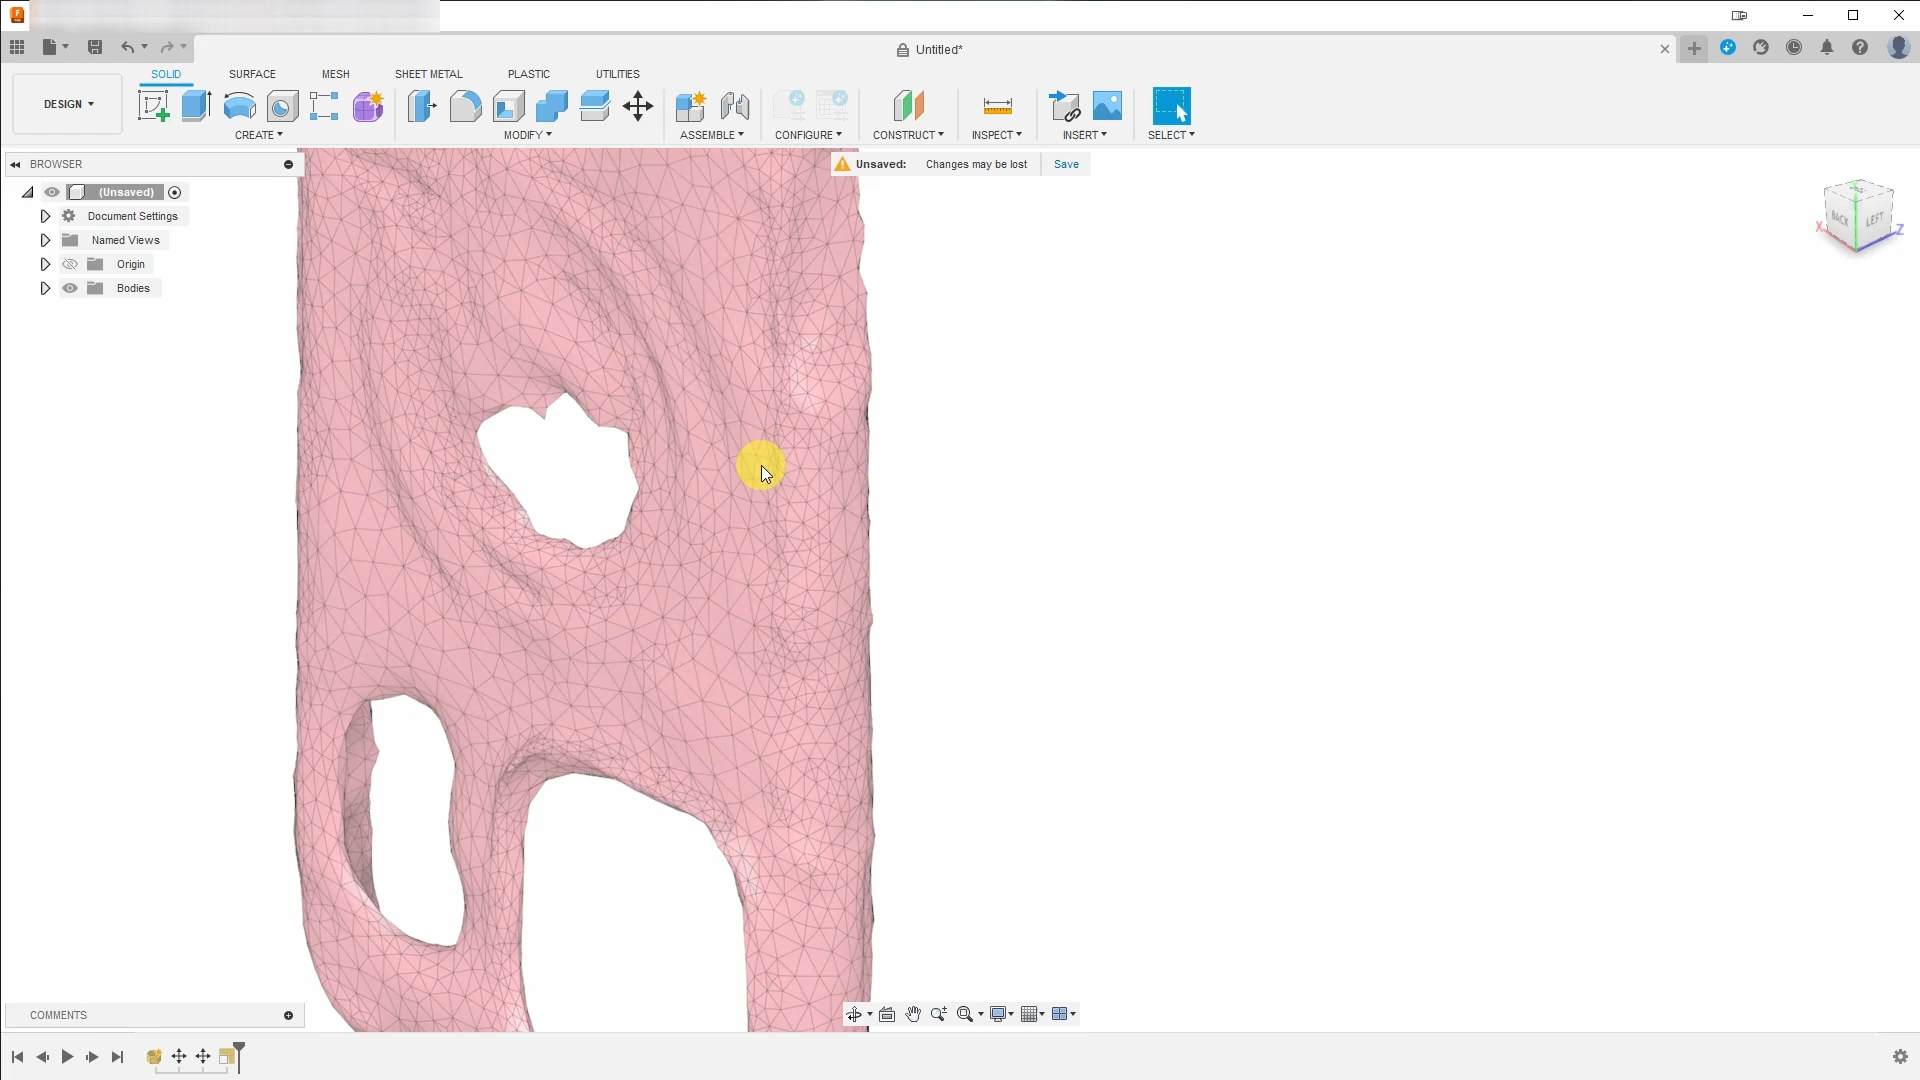 Untitled*
DESIGN
SOLID SURFACE MESH SHEET METAL PLASTIC UTILITIES
CREATE MODIFY ASSEMBLE CONFIGURE CONSTRUCT INSPECT INSERT SELECT
BROWSER
Unsaved: Changes may be lost Save
(Unsaved)
Document Settings
Named Views
Origin
Bodies
BACK LEFT
X Z
COMMENTS